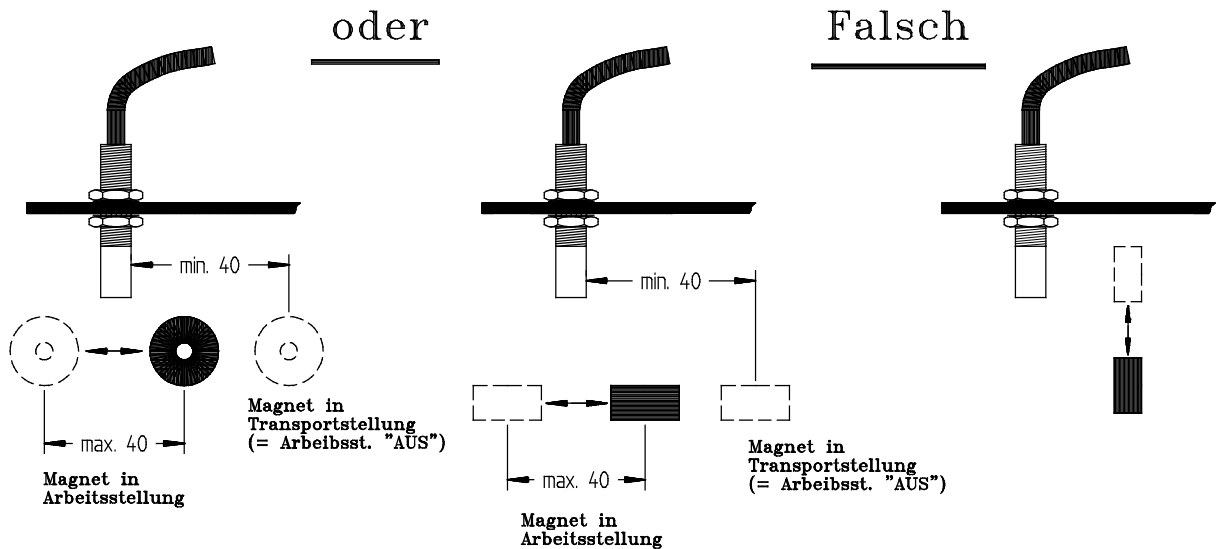 oder
Falsch
min. 40
min. 40
Magnet in
Transportstellung
(= Arbeibsst. "AUS")
max. 40
Magnet in
Arbeitsstellung
Magnet in
Transportstellung
(= Arbeibsst. "AUS")
max. 40
Magnet in
Arbeitsstellung